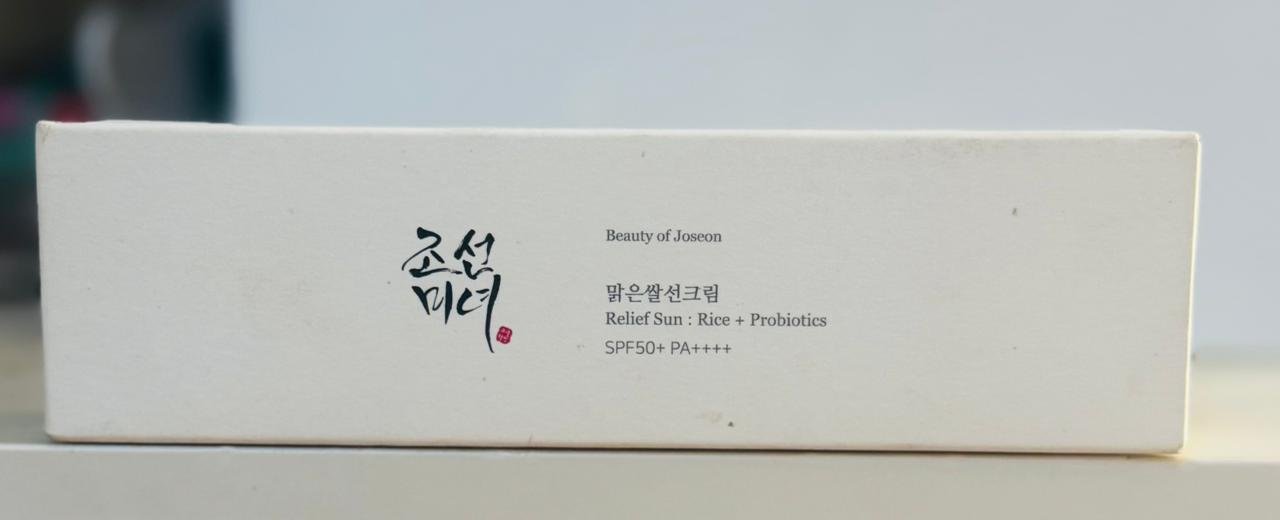 조선
미녀
Beauty of Joseon
맑은쌀선크림
Relief Sun : Rice + Probiotics
SPF50+ PA++++